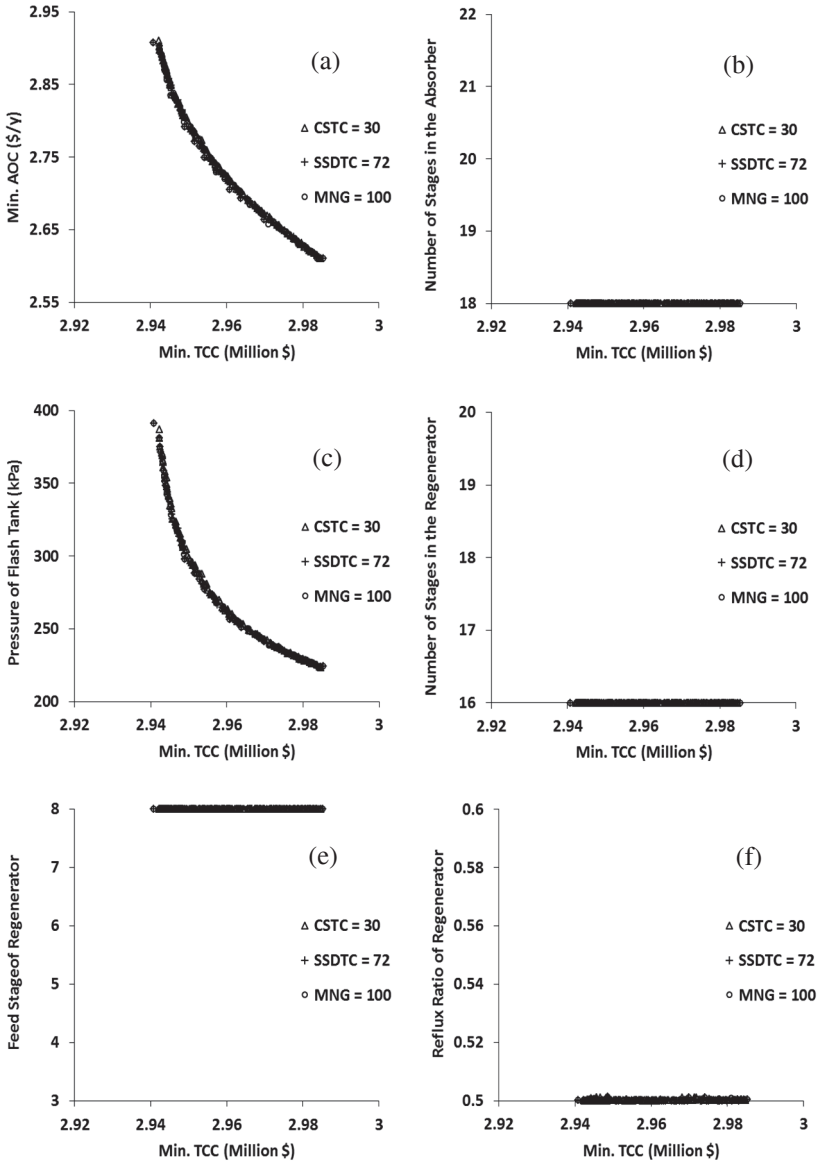 2.95
2.85
2.75
2.65
2.55
Min. AOC ($/y)
(a)
CSTC = 30
SSDTC = 72
MNG = 100
2.92 2.94 2.96 2.98 3
Min. TCC (Million $)
22
21
20
19
18
Number of Stages in the Absorber
(b)
CSTC = 30
SSDTC = 72
MNG = 100
2.92 2.94 2.96 2.98 3
Min. TCC (Million $)
400
350
300
250
200
Pressure of Flash Tank (kPa)
(c)
CSTC = 30
SSDTC = 72
MNG = 100
2.92 2.94 2.96 2.98 3
Min. TCC (Million $)
20
19
18
17
16
Number of Stages in the Regenerator
(d)
CSTC = 30
SSDTC = 72
MNG = 100
2.92 2.94 2.96 2.98 3
Min. TCC (Million $)
8
7
6
5
4
3
Feed Stageof Regenerator
(e)
CSTC = 30
SSDTC = 72
MNG = 100
2.92 2.94 2.96 2.98 3
Min. TCC (Million $)
0.6
0.58
0.56
0.54
0.52
0.5
Reflux Ratio of Regenerator
(f)
CSTC = 30
SSDTC = 72
MNG = 100
2.92 2.94 2.96 2.98 3
Min. TCC (Million $)